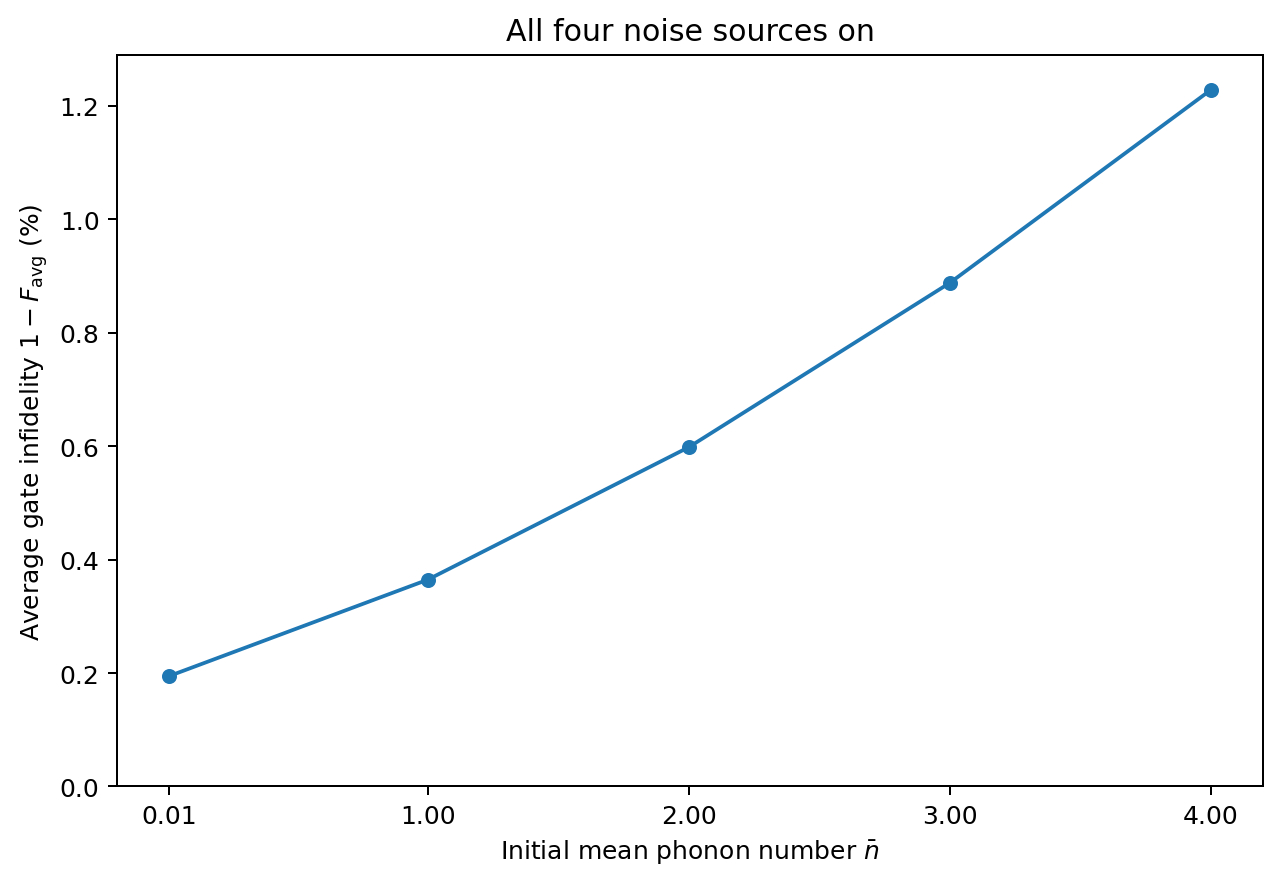 All four noise sources on
Average gate infidelity 1 − F_avg (%)
1.2
1.0
0.8
0.6
0.4
0.2
0.0
0.01 1.00 2.00 3.00 4.00
Initial mean phonon number n̄